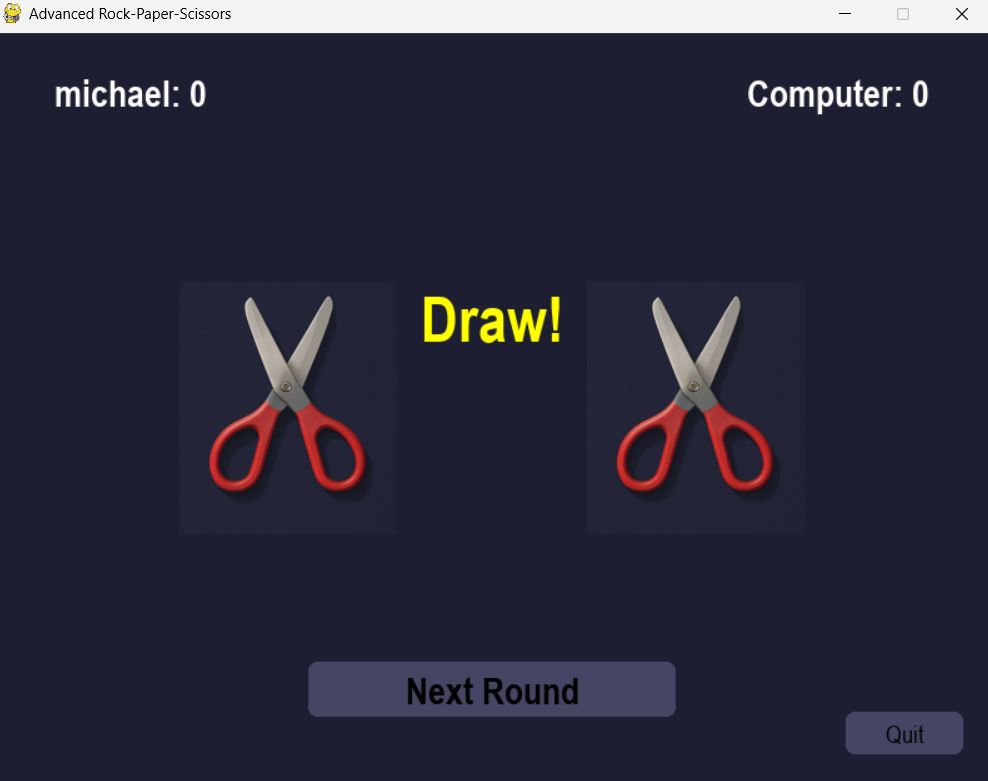 Advanced Rock-Paper-Scissors
michael: 0
Computer: 0
Draw!
Next Round
Quit